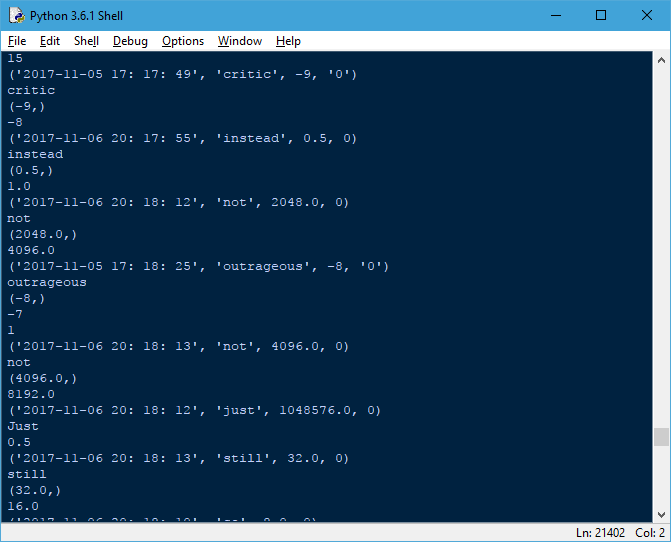 Python 3.6.1 Shell
File Edit Shell Debug Options Window Help
15
('2017-11-05 17: 17: 49', 'critic', -9, '0')
critic
(-9,)
-8
('2017-11-06 20: 17: 55', 'instead', 0.5, 0)
instead
(0.5,)
1.0
('2017-11-06 20: 18: 12', 'not', 2048.0, 0)
not
(2048.0,)
4096.0
('2017-11-05 17: 18: 25', 'outrageous', -8, '0')
outrageous
(-8,)
-7
1
('2017-11-06 20: 18: 13', 'not', 4096.0, 0)
not
(4096.0,)
8192.0
('2017-11-06 20: 18: 12', 'just', 1048576.0, 0)
Just
0.5
('2017-11-06 20: 18: 13', 'still', 32.0, 0)
still
(32.0,)
16.0
Ln: 21402 Col: 2